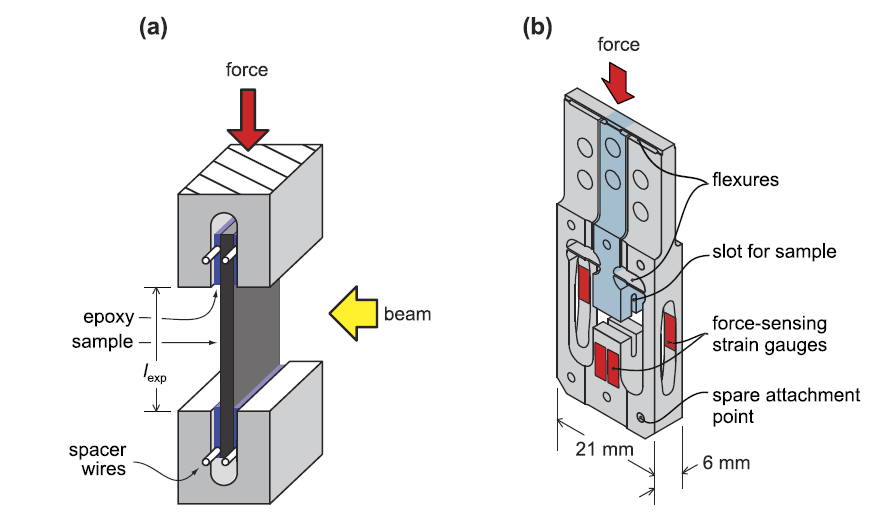 (a)
force
epoxy
sample
beam
lexp
spacer
wires
(b)
force
flexures
slot for sample
force-sensing
strain gauges
spare attachment
point
21 mm
6 mm